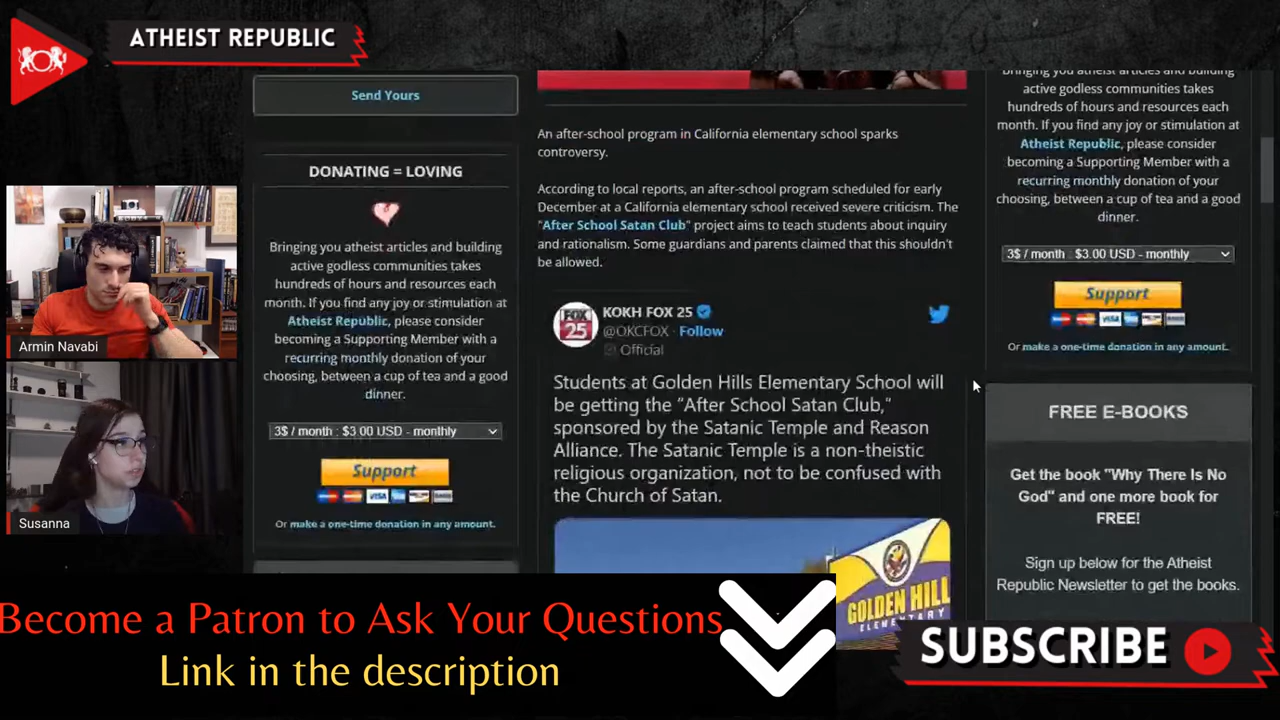 ATHEIST REPUBLIC
Armin Navabi
Susanna
Send Yours
DONATING = LOVING
Bringing you atheist articles and building
active godless communities takes
hundreds of hours and resources each
month. If you find any joy or stimulation at
Atheist Republic, please consider
becoming a Supporting Member with a
recurring monthly donation of your
choosing, between a cup of tea and a good
dinner.
3$ / month : $3.00 USD - monthly
Support
VISA
Or make a one-time donation in any amount.
An after-school program in California elementary school sparks
controversy.
According to local reports, an after-school program scheduled for early
December at a California elementary school received severe criticism. The
"After School Satan Club" project aims to teach students about inquiry
and rationalism. Some guardians and parents claimed that this shouldn't
be allowed.
FOX
25
KOKH FOX 25
@OKCFOX · Follow
Official
Students at Golden Hills Elementary School will
be getting the “After School Satan Club,”
sponsored by the Satanic Temple and Reason
Alliance. The Satanic Temple is a non-theistic
religious organization, not to be confused with
the Church of Satan.
GOLDEN HILL
ELEMENTARY
Bringing you atheist articles and building
active godless communities takes
hundreds of hours and resources each
month. If you find any joy or stimulation at
Atheist Republic, please consider
becoming a Supporting Member with a
recurring monthly donation of your
choosing, between a cup of tea and a good
dinner.
3$ / month : $3.00 USD - monthly
Support
VISA
Or make a one-time donation in any amount.
FREE E-BOOKS
Get the book "Why There Is No
God" and one more book for
FREE!
Sign up below for the Atheist
Republic Newsletter to get the books.
Become a Patron to Ask Your Questions
Link in the description
SUBSCRIBE